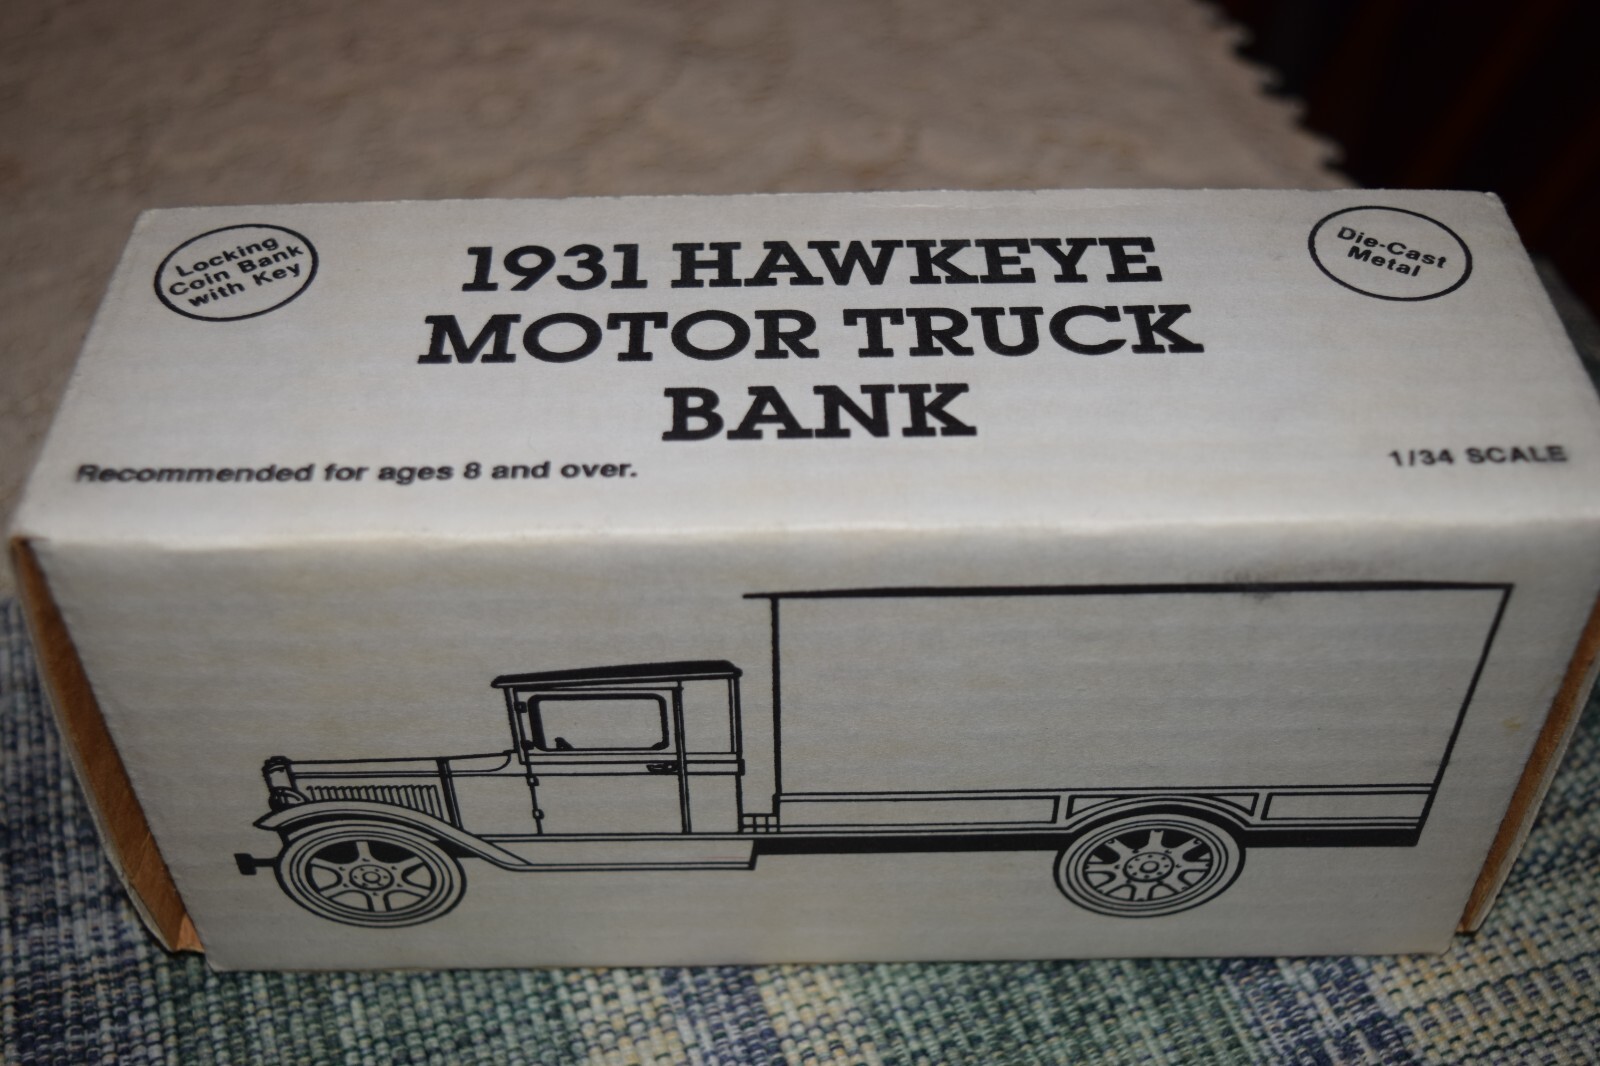 Locking
Coin Bank
with Key
1931 HAWKEYE
MOTOR TRUCK
BANK
Die-Cast
Metal
Recommended for ages 8 and over.
1/34 SCALE